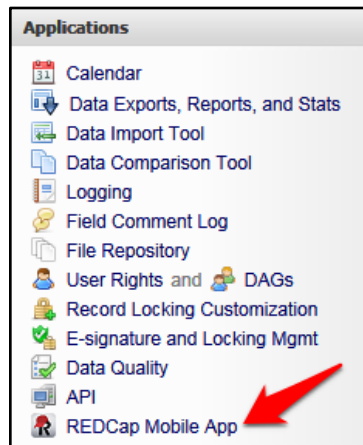 Applications
31 Calendar
Data Exports, Reports, and Stats
Data Import Tool
Data Comparison Tool
Logging
Field Comment Log
File Repository
User Rights and DAGs
Record Locking Customization
E-signature and Locking Mgmt
Data Quality
API
R REDCap Mobile App